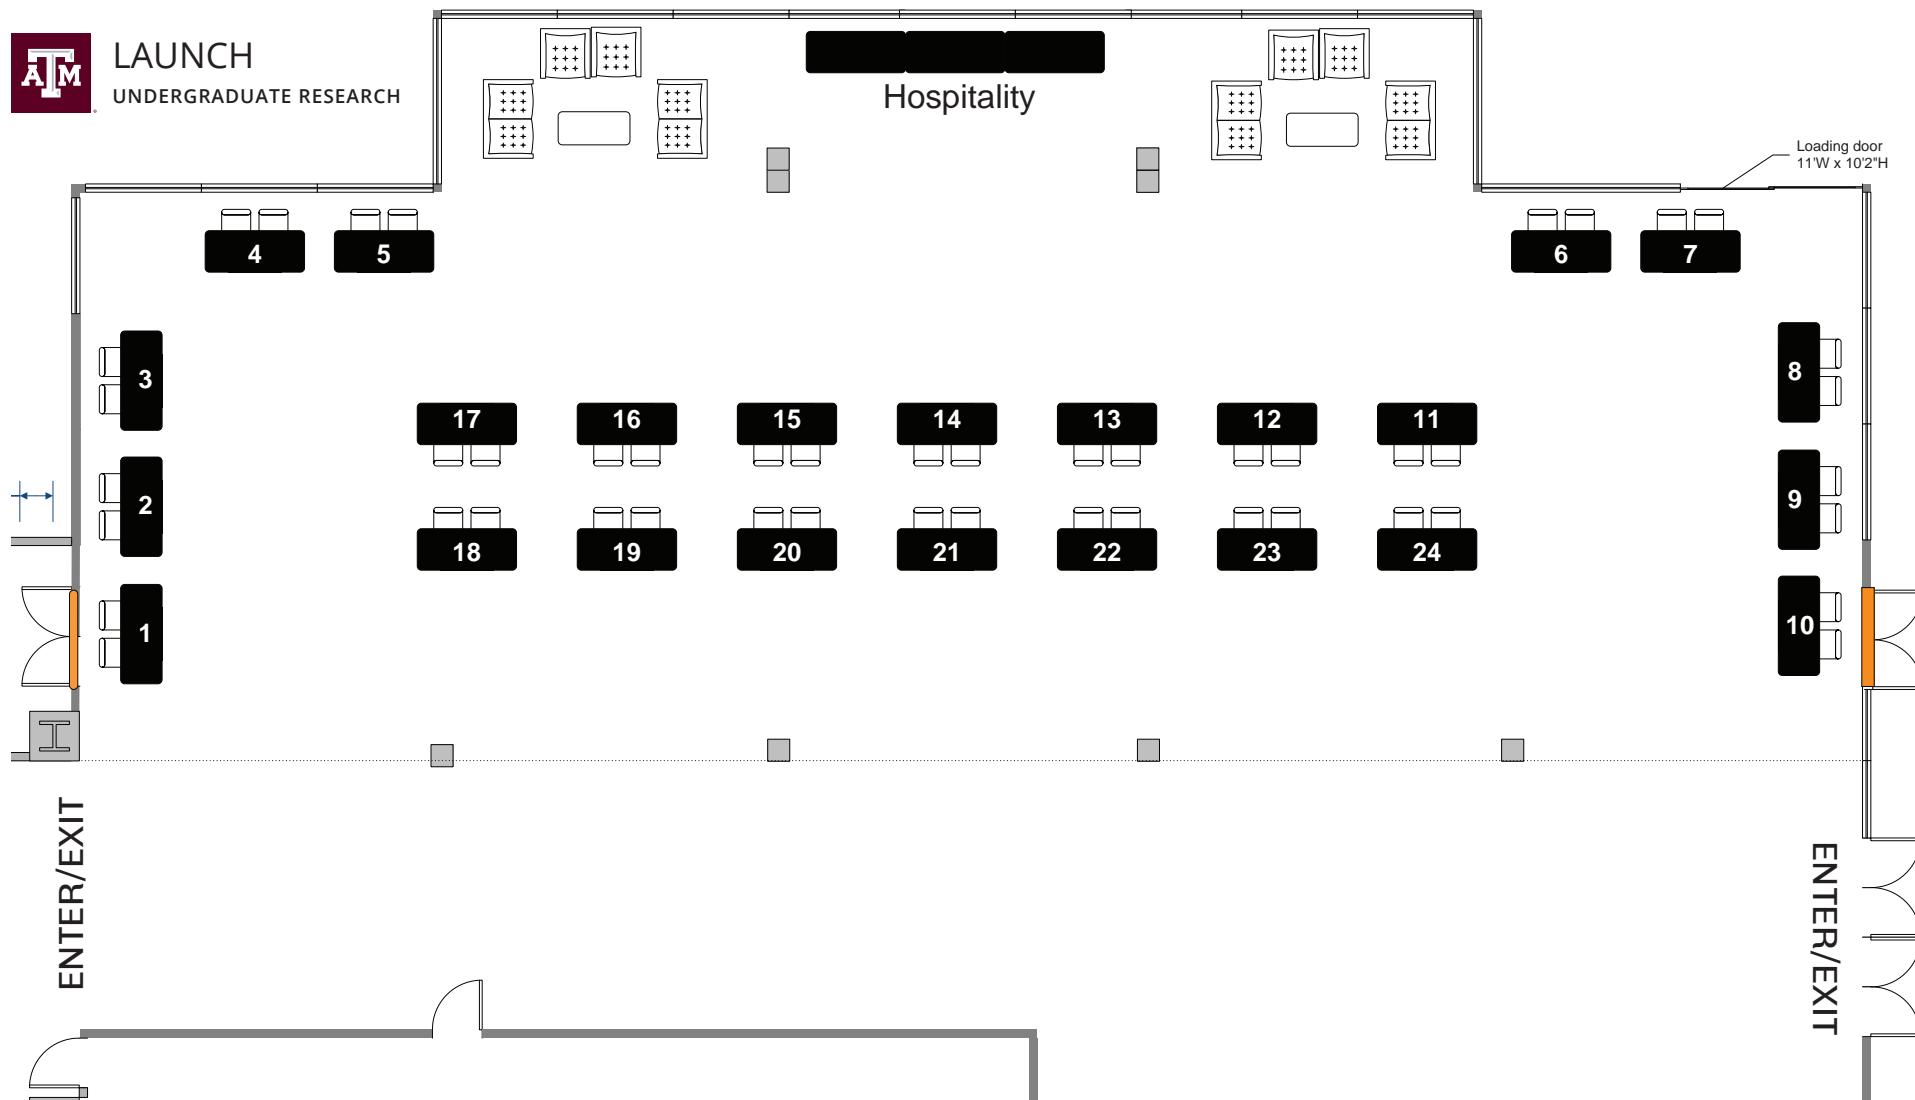 ATM
LAUNCH
UNDERGRADUATE RESEARCH
Hospitality
Loading door
11'W x 10'2"H
4 5 6 7
3 8
17 16 15 14 13 12 11
2 9
18 19 20 21 22 23 24
1 10
ENTER/EXIT
ENTER/EXIT